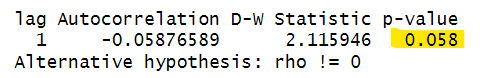 lag Autocorrelation D-W Statistic p-value
1 -0.05876589 2.115946 0.058
Alternative hypothesis: rho != 0